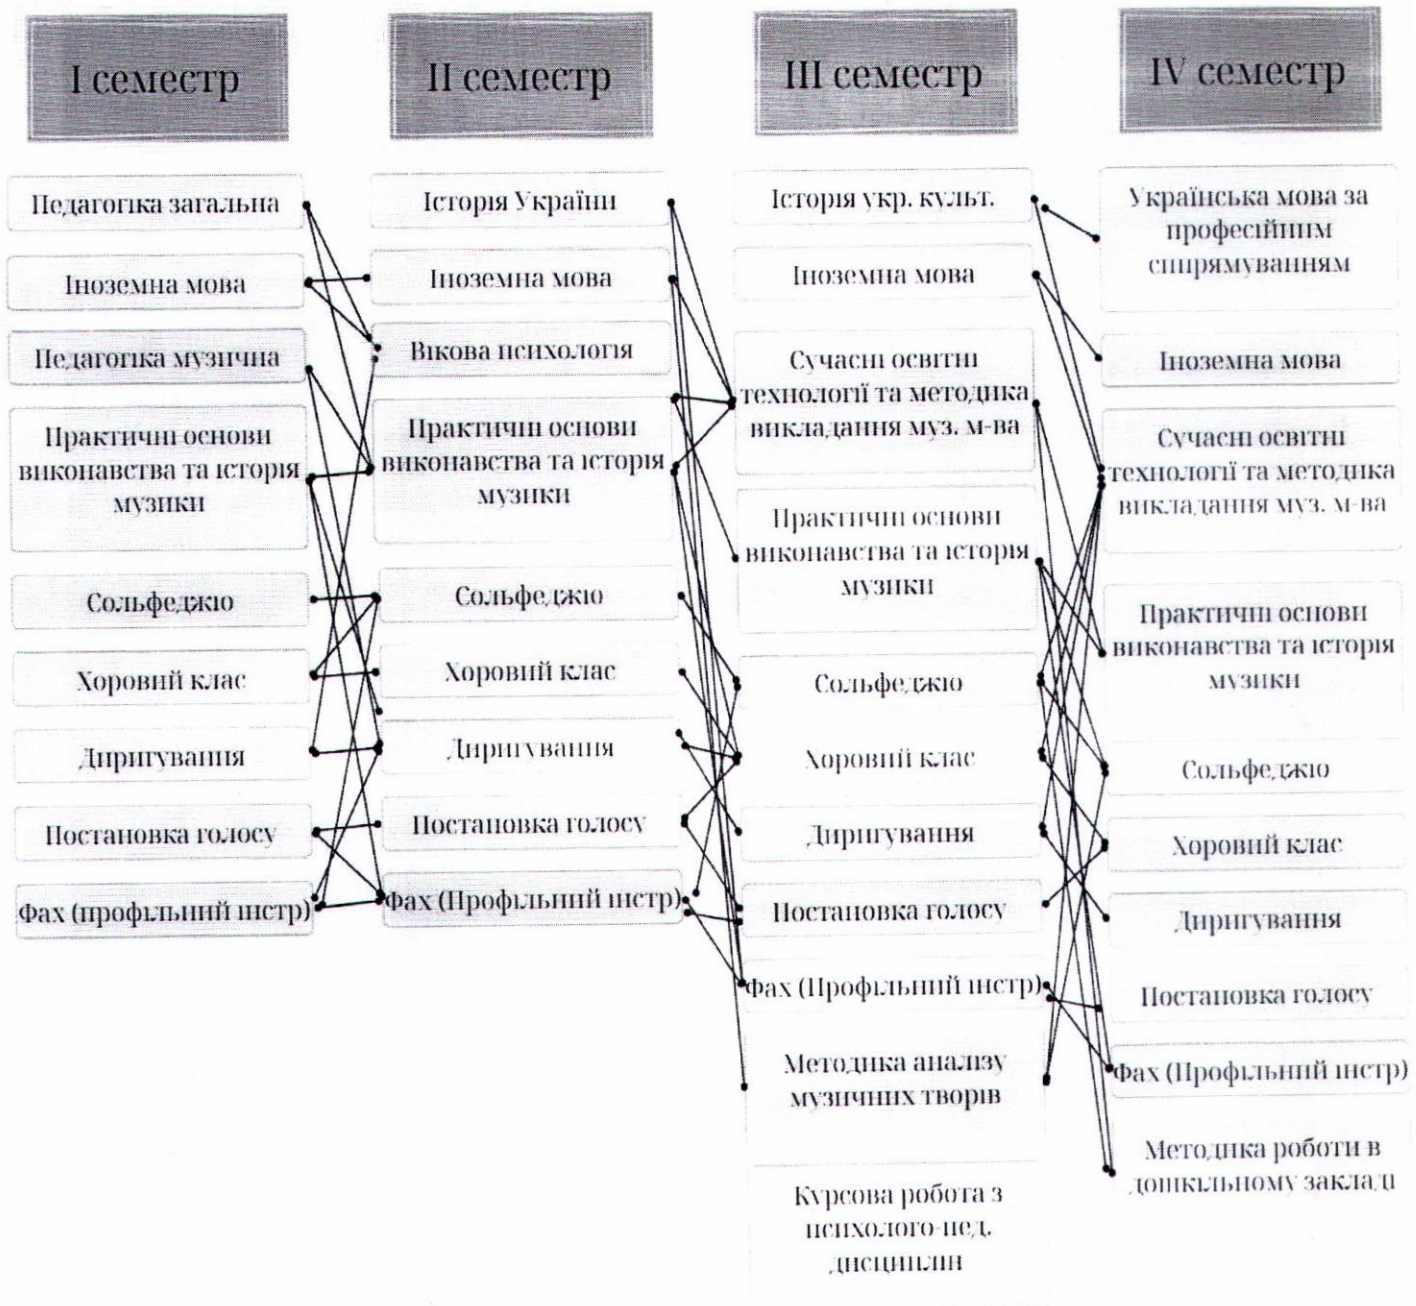 І семестр
Педагогіка загальна
Іноземна мова
Педагогіка музична
Практичні основи
виконавства та історія
музики
Сольфеджіо
Хоровий клас
Диригування
Постановка голосу
Фах (профільний інстр)
ІІ семестр
Історія України
Іноземна мова
Вікова психологія
Практичні основи
виконавства та історія
музики
Сольфеджіо
Хоровий клас
Диригування
Постановка голосу
Фах (Профільний інстр)
ІІІ семестр
Історія укр. культ.
Іноземна мова
Сучасні освітні
технології та методика
викладання муз. м-ва
Практичні основи
виконавства та історія
музики
Сольфеджіо
Хоровий клас
Диригування
Постановка голосу
Фах (Профільний інстр)
Методика аналізу
музичних творів
Курсова робота з
психолого-пед.
дисциплін
IV семестр
Українська мова за
професійним
спирямуванням
Іноземна мова
Сучасні освітні
технології та методика
викладання муз. м-ва
Практичні основи
виконавства та історія
музики
Сольфеджіо
Хоровий клас
Диригування
Постановка голосу
Фах (Профільний інстр)
Методика роботи в
дошкільному закладі